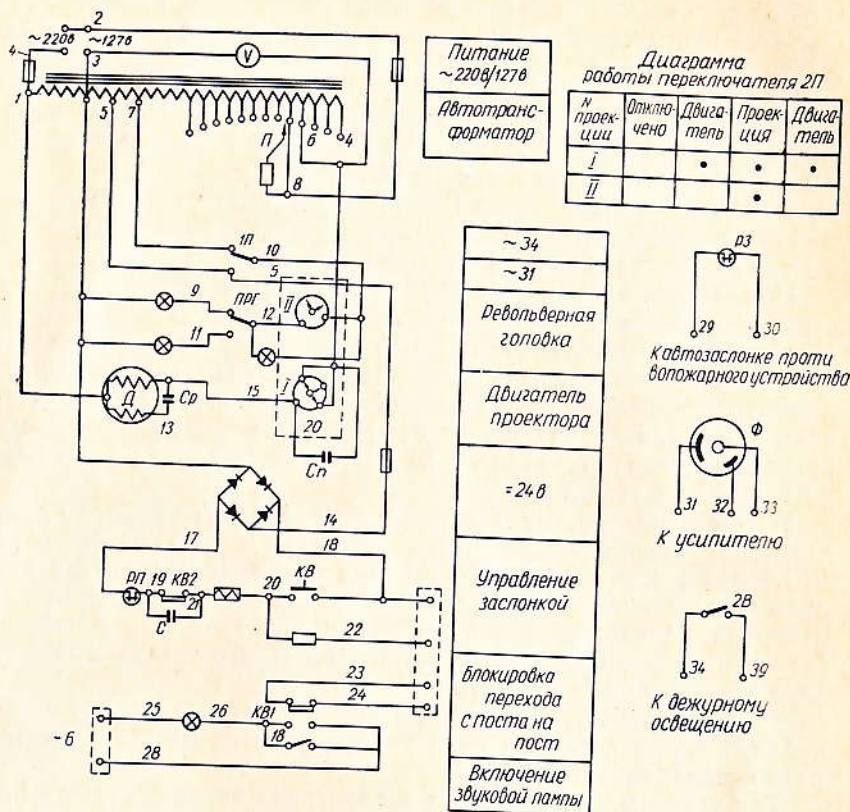 2
~220в
~127в
4
3
V
1
5
7
П
6
4
8
1П
10
5
9
ПРГ
12
II
11
Д
Ср
13
15
I
20
Сп
14
17
18
РП
19
КВ2
21
С
20
КВ
22
23
24
25
26
КВ1
18
-6
28
Питание
~220в/127в
Автотранс-
форматор
Диаграмма
работы переключателя 2П
N проек-ции
Отклю-чено
Двига-тель
Проек-ция
Двига-тель
I
II
~34
~31
Револьверная
головка
Двигатель
проектора
=24в
Управление
заслонкой
Блокировка
перехода
с поста на
пост
Включение
звуковой лампы
РЗ
29
30
К автозаслонке проти
вопожарного устройства
Ф
31
32
33
К усилителю
2В
34
39
К дежурному
освещению